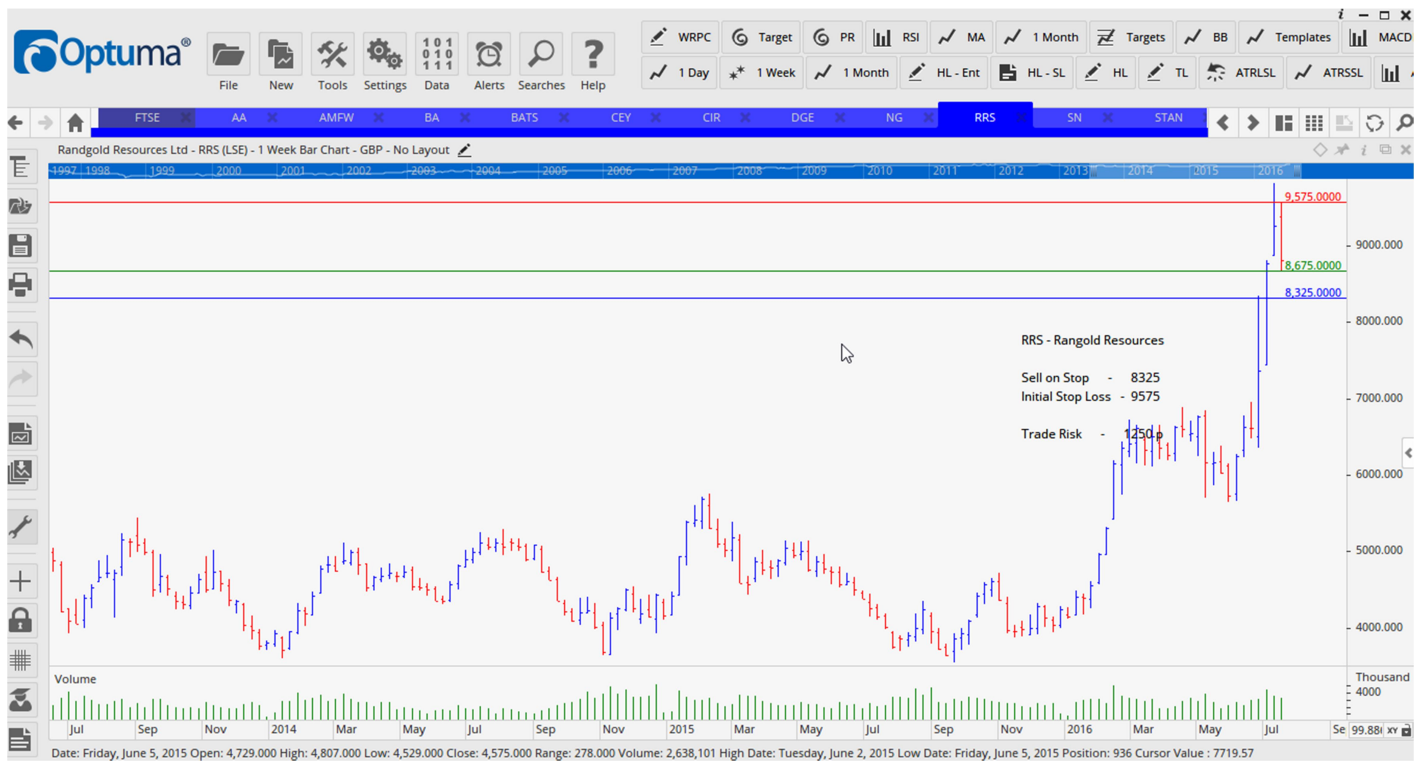 Optuma®
File
New
Tools
Settings
101
010
111
Data
Alerts
Searches
?
Help
WRPC
Target
PR
RSI
MA
1 Month
Targets
BB
Templates
MACD
1 Day
1 Week
1 Month
HL - Ent
HL - SL
HL
TL
ATRLSL
ATRSSL
FTSE
AA
AMFW
BA
BATS
CEY
CIR
DGE
NG
RRS
SN
STAN
Randgold Resources Ltd - RRS (LSE) - 1 Week Bar Chart - GBP - No Layout
1997 1998 1999 2000 2001 2002 2003 2004 2005 2006 2007 2008 2009 2010 2011 2012 2013 2014 2015 2016
9,575.0000
9000.000
8,675.0000
8,325.0000
8000.000
RRS - Rangold Resources
Sell on Stop - 8325
Initial Stop Loss - 9575
7000.000
Trade Risk - 1250 p
6000.000
5000.000
4000.000
Volume
Thousand
4000
Jul Sep Nov 2014 Mar May Jul Sep Nov 2015 Mar May Jul Sep Nov 2016 Mar May Jul Se
XY
Date: Friday, June 5, 2015 Open: 4,729.000 High: 4,807.000 Low: 4,529.000 Close: 4,575.000 Range: 278.000 Volume: 2,638,101 High Date: Tuesday, June 2, 2015 Low Date: Friday, June 5, 2015 Position: 936 Cursor Value : 7719.57